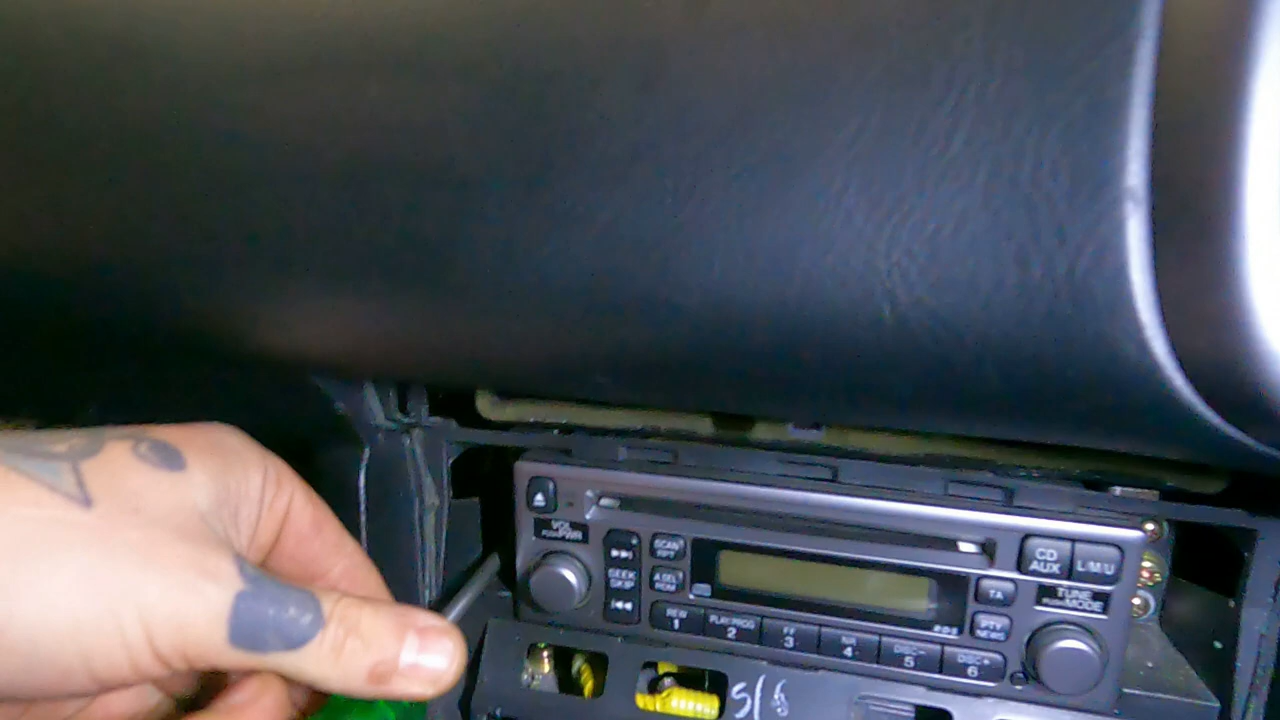 VOL
PUSH PWR
SCAN
RPT
SEEK
SKIP
A.SEL
RDM
REW
1
PLAY/PROG
2
FF
3
4
DISC-
5
DISC+
6
RDS
CD
AUX
L/M/U
TA
TUNE
PUSH MODE
PTY
NEWS